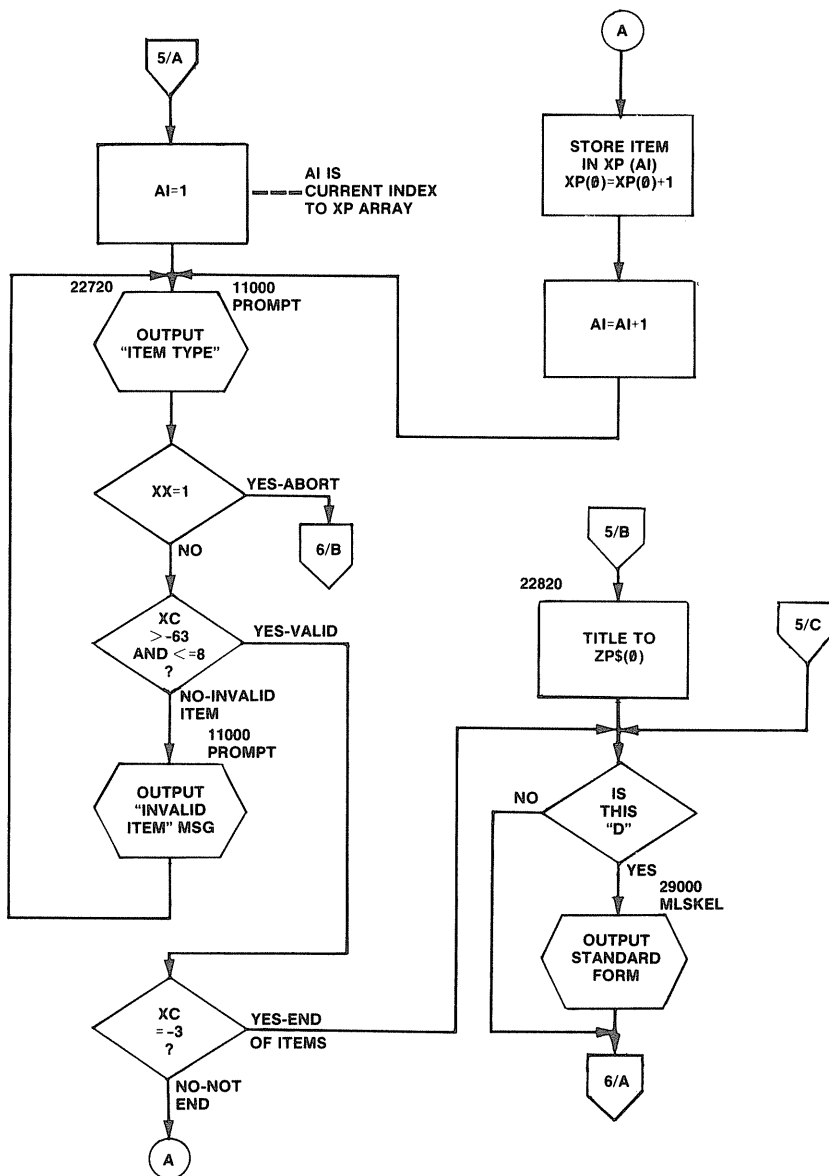 5/A
AI=1
AI IS
CURRENT INDEX
TO XP ARRAY
22720
11000
PROMPT
OUTPUT
"ITEM TYPE"
XX=1
YES-ABORT
6/B
NO
XC
>-63
AND <=8
?
YES-VALID
NO-INVALID
ITEM
11000
PROMPT
OUTPUT
"INVALID
ITEM" MSG
XC
=-3
?
YES-END
OF ITEMS
NO-NOT
END
A
A
STORE ITEM
IN XP (AI)
XP(0)=XP(0)+1
AI=AI+1
5/B
22820
TITLE TO
ZP$(0)
5/C
IS
THIS
"D"
NO
YES
29000
MLSKEL
OUTPUT
STANDARD
FORM
6/A